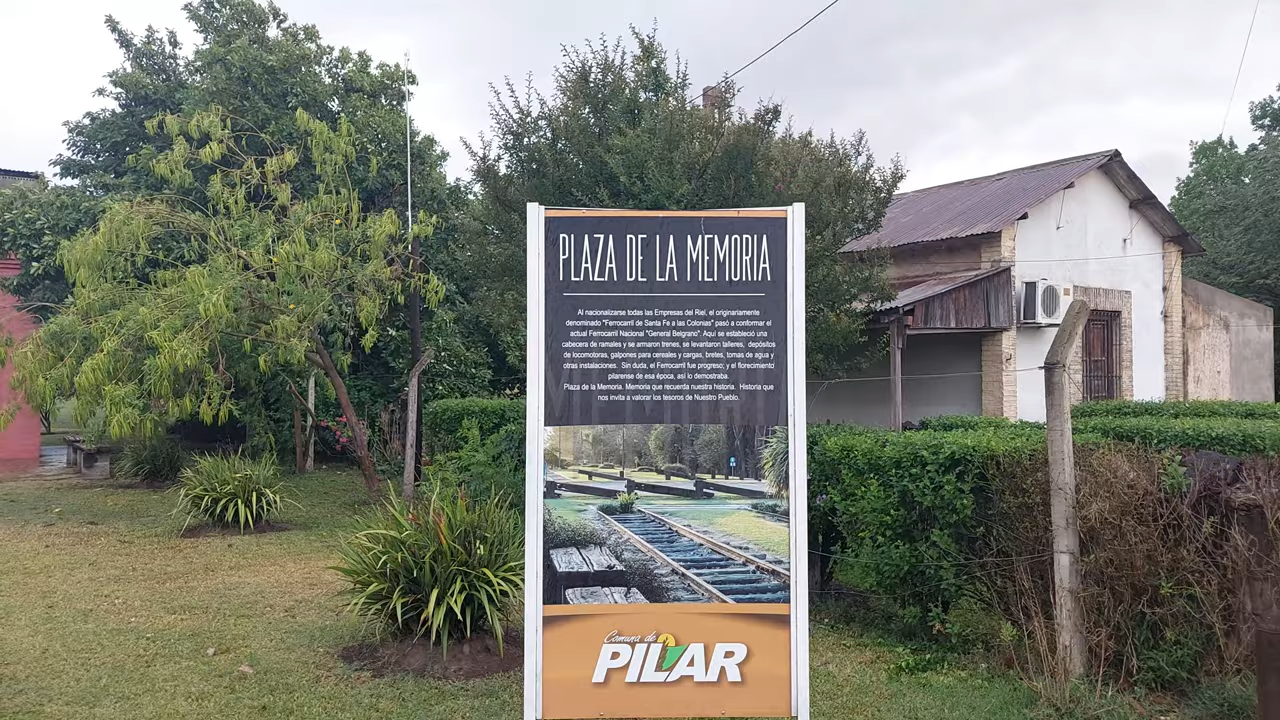 PLAZA DE LA MEMORIA
Al nacionalizarse todas las Empresas del Riel, el originariamente
denominado "Ferrocarril de Santa Fe a las Colonias" pasó a conformar el
actual Ferrocarril Nacional "General Belgrano". Aquí se estableció una
cabecera de ramales y se armaron trenes, se levantaron talleres, depósitos
de locomotoras, galpones para cereales y cargas, bretes, tomas de agua y
otras instalaciones. Sin duda, el Ferrocarril fue progreso; y el florecimiento
pilarense de esa época, así lo demostraba.
Plaza de la Memoria. Memoria que recuerda nuestra historia. Historia que
nos invita a valorar los tesoros de Nuestro Pueblo.
MEMORIA
Comuna de
PILAR